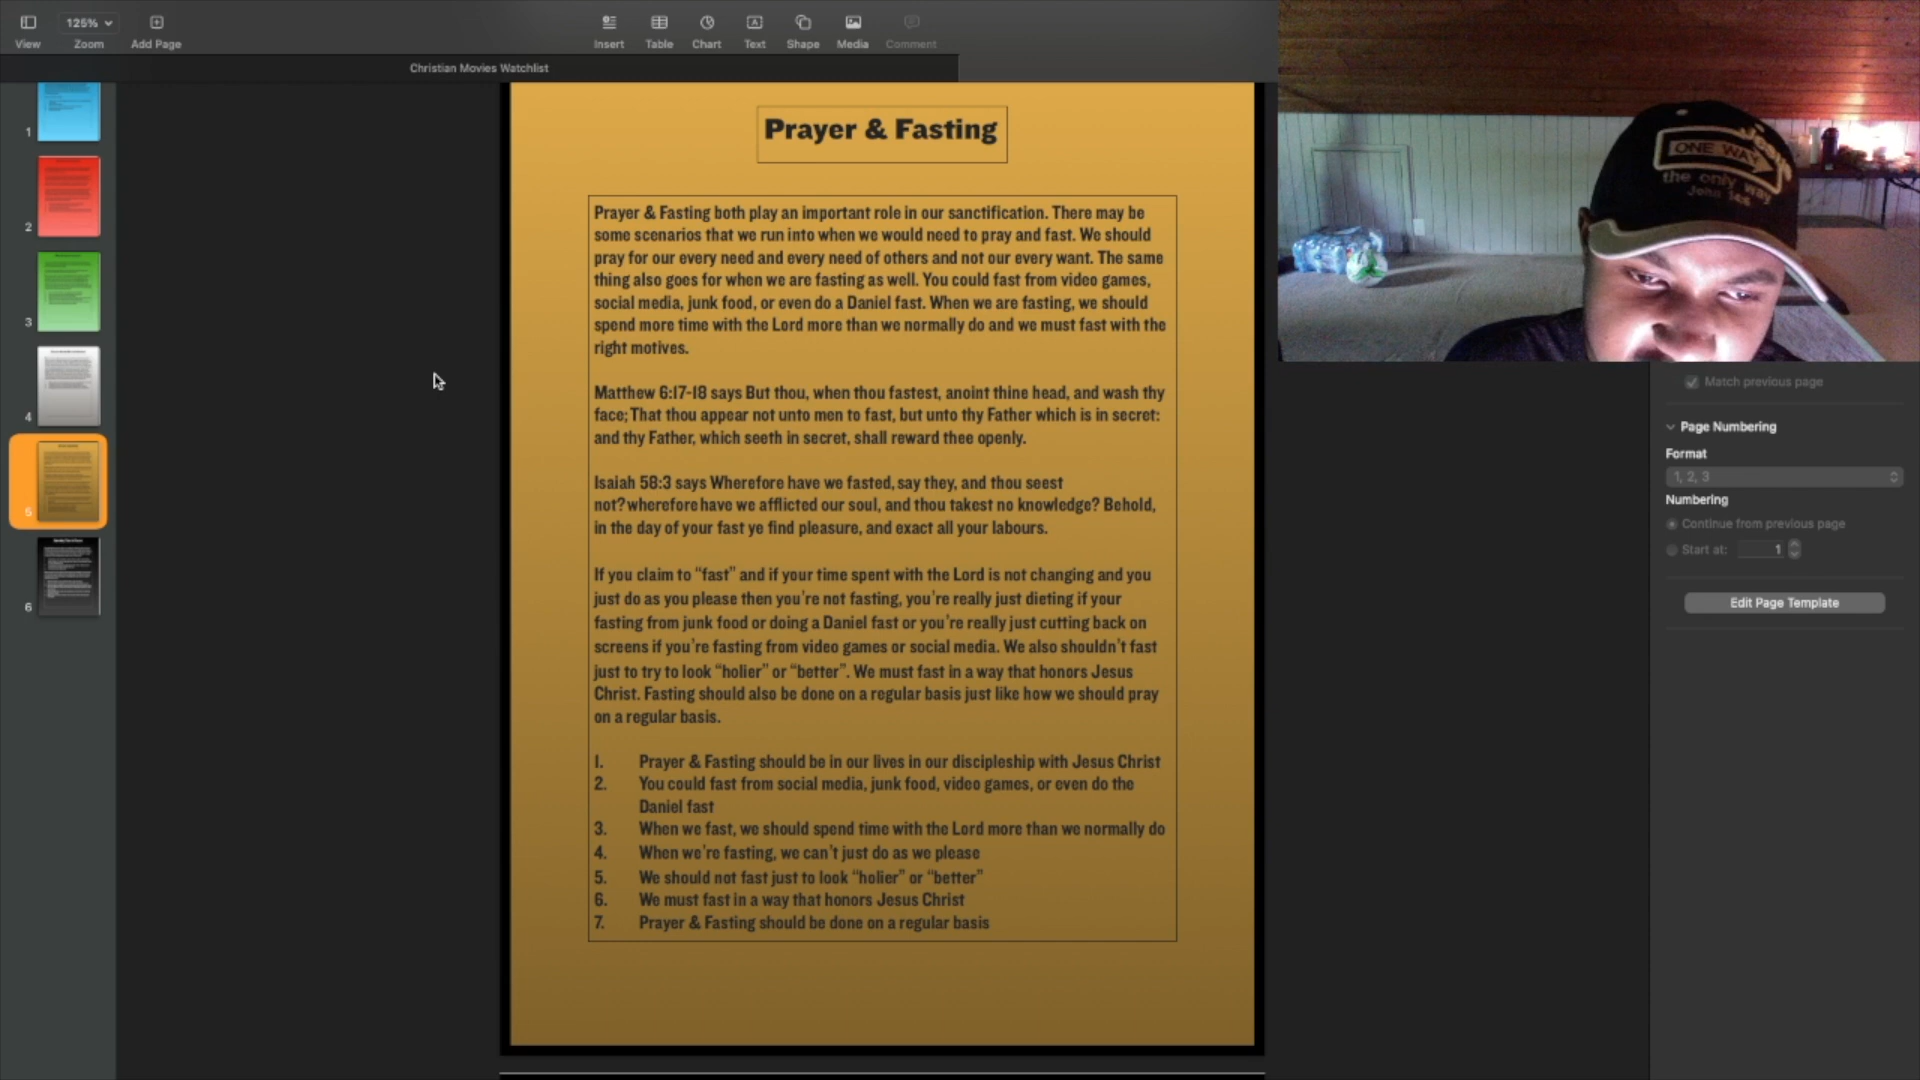 125%
View
Zoom
Add Page
Insert
Table
Chart
Text
Shape
Media
Comment
Christian Movies Watchlist
1
2
3
4
5
6
Prayer & Fasting
Prayer & Fasting both play an important role in our sanctification. There may be
some scenarios that we run into when we would need to pray and fast. We should
pray for our every need and every need of others and not our every want. The same
thing also goes for when we are fasting as well. You could fast from video games,
social media, junk food, or even do a Daniel fast. When we are fasting, we should
spend more time with the Lord more than we normally do and we must fast with the
right motives.
Matthew 6:17-18 says But thou, when thou fastest, anoint thine head, and wash thy
face; That thou appear not unto men to fast, but unto thy Father which is in secret:
and thy Father, which seeth in secret, shall reward thee openly.
Isaiah 58:3 says Wherefore have we fasted, say they, and thou seest
not? wherefore have we afflicted our soul, and thou takest no knowledge? Behold,
in the day of your fast ye find pleasure, and exact all your labours.
If you claim to “fast” and if your time spent with the Lord is not changing and you
just do as you please then you’re not fasting, you’re really just dieting if your
fasting from junk food or doing a Daniel fast or you’re really just cutting back on
screens if you’re fasting from video games or social media. We also shouldn’t fast
just to try to look “holier” or “better”. We must fast in a way that honors Jesus
Christ. Fasting should also be done on a regular basis just like how we should pray
on a regular basis.
1. Prayer & Fasting should be in our lives in our discipleship with Jesus Christ
2. You could fast from social media, junk food, video games, or even do the
Daniel fast
3. When we fast, we should spend time with the Lord more than we normally do
4. When we’re fasting, we can’t just do as we please
5. We should not fast just to look “holier” or “better”
6. We must fast in a way that honors Jesus Christ
7. Prayer & Fasting should be done on a regular basis
Jesus
ONE WAY
the only way
John 14:6
Match previous page
Page Numbering
Format
1, 2, 3
Numbering
Continue from previous page
Start at: 1
Edit Page Template